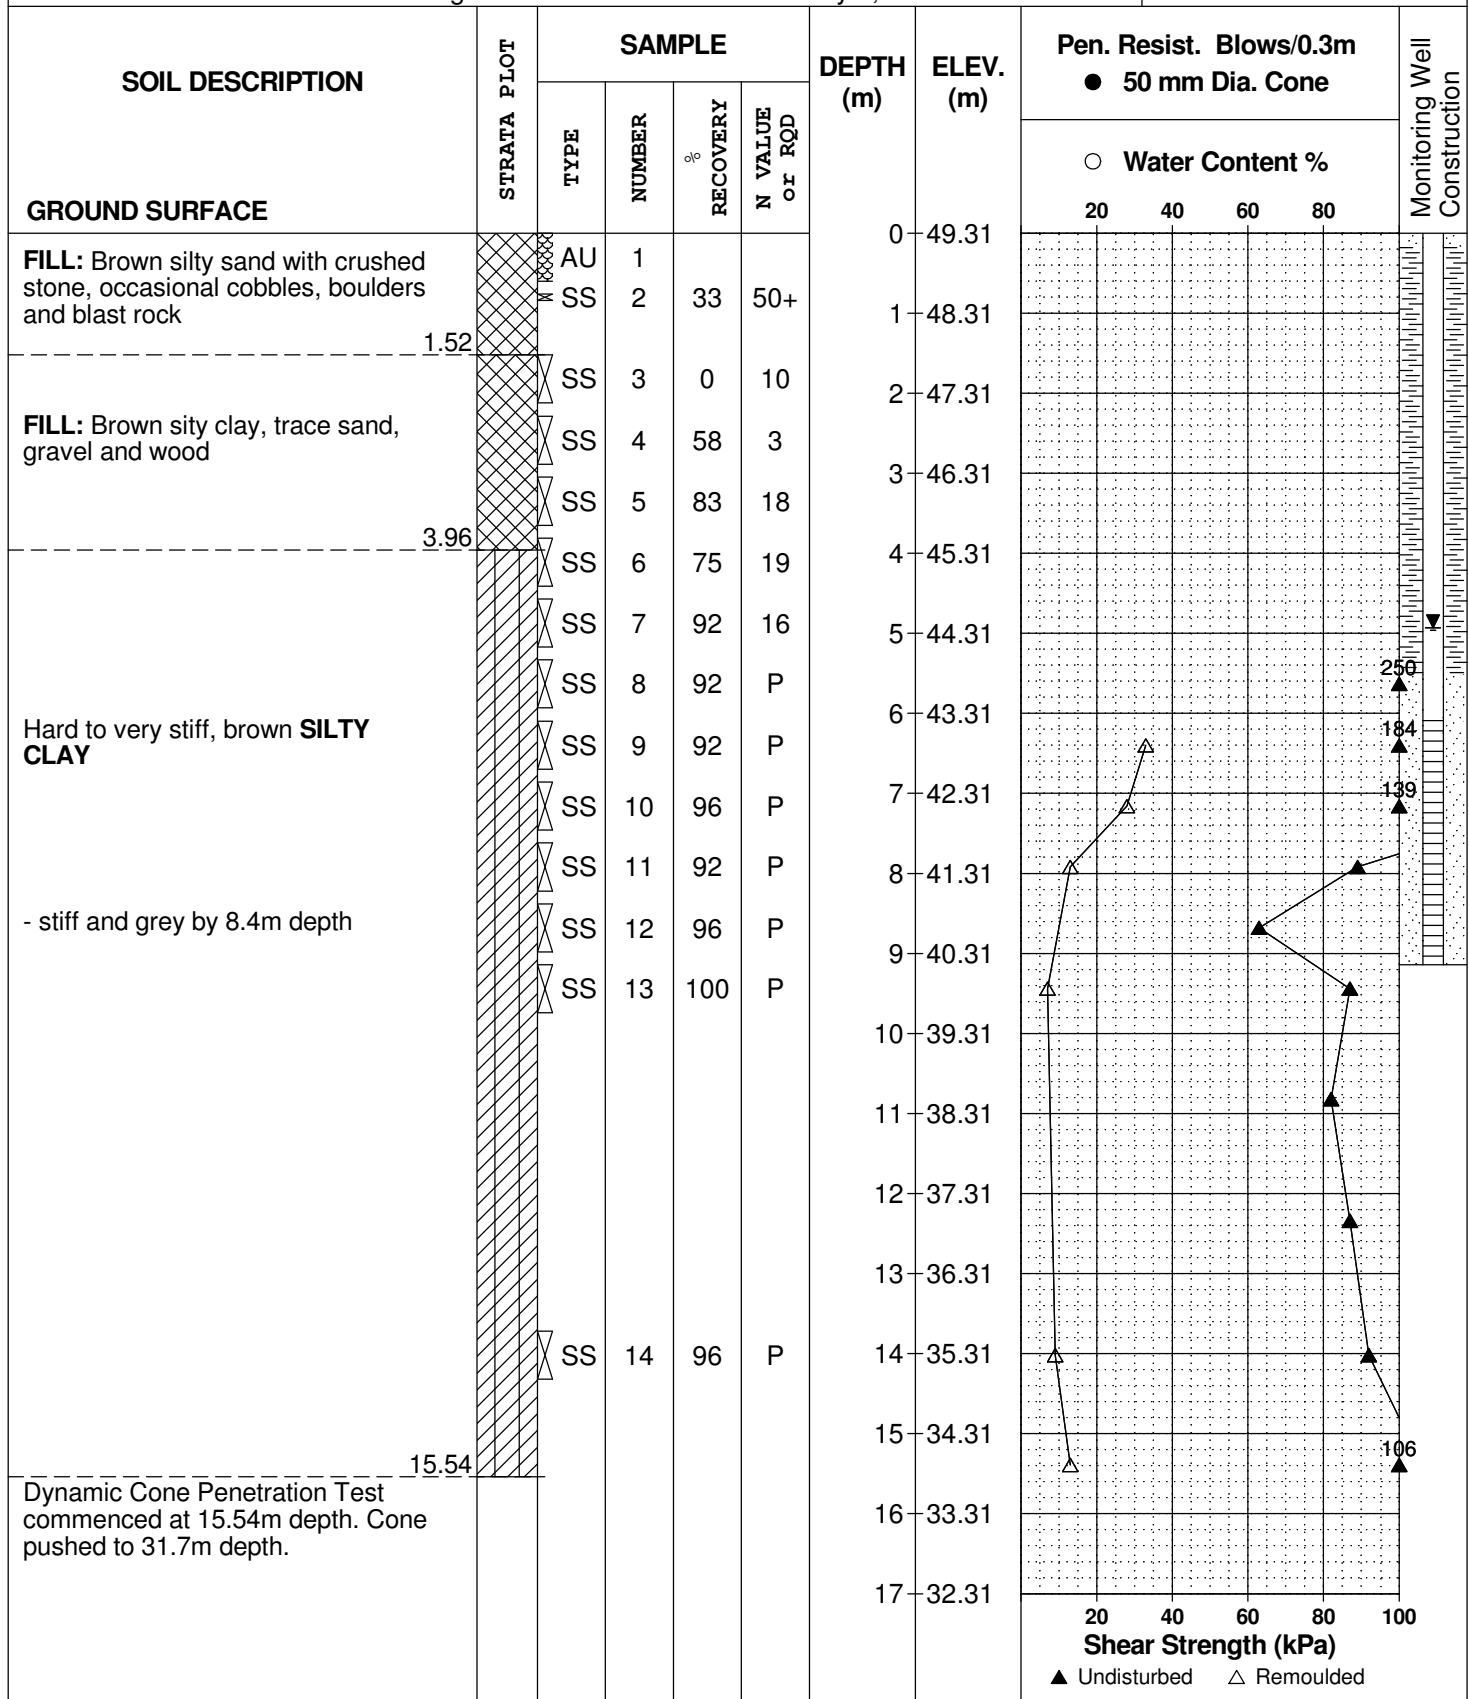 SOIL DESCRIPTION
GROUND SURFACE
STRATA PLOT
SAMPLE
TYPE
NUMBER
% RECOVERY
N VALUE or RQD
DEPTH (m)
ELEV. (m)
Pen. Resist. Blows/0.3m
● 50 mm Dia. Cone
○ Water Content %
20 40 60 80
Monitoring Well Construction
FILL: Brown silty sand with crushed
stone, occasional cobbles, boulders
and blast rock
1.52
FILL: Brown sity clay, trace sand,
gravel and wood
3.96
Hard to very stiff, brown SILTY
CLAY
- stiff and grey by 8.4m depth
15.54
Dynamic Cone Penetration Test
commenced at 15.54m depth. Cone
pushed to 31.7m depth.
AU 1
SS 2 33 50+
SS 3 0 10
SS 4 58 3
SS 5 83 18
SS 6 75 19
SS 7 92 16
SS 8 92 P
SS 9 92 P
SS 10 96 P
SS 11 92 P
SS 12 96 P
SS 13 100 P
SS 14 96 P
0 49.31
1 48.31
2 47.31
3 46.31
4 45.31
5 44.31
6 43.31
7 42.31
8 41.31
9 40.31
10 39.31
11 38.31
12 37.31
13 36.31
14 35.31
15 34.31
16 33.31
17 32.31
250
184
139
106
20 40 60 80 100
Shear Strength (kPa)
▲ Undisturbed △ Remoulded